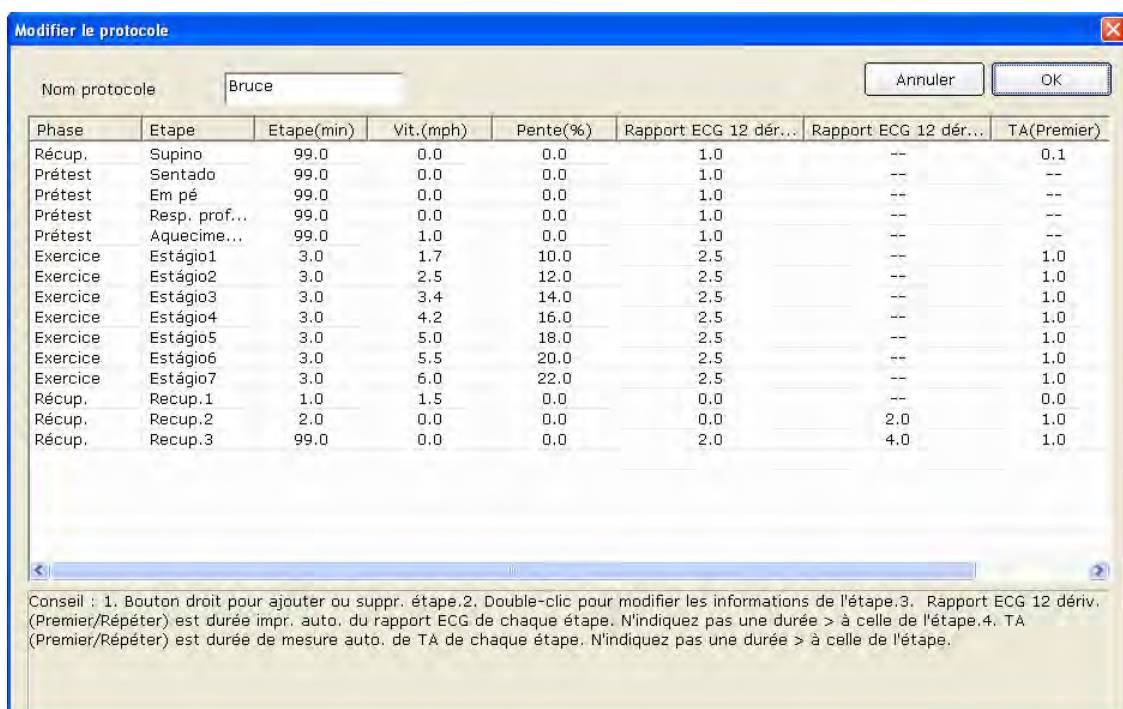 Modifier le protocole
Nom protocole Bruce Annuler OK
Phase Etape Etape(min) Vit.(mph) Pente(%) Rapport ECG 12 dér... Rapport ECG 12 dér... TA(Premier)
Récup. Supino 99.0 0.0 0.0 1.0 -- 0.1
Prétest Sentado 99.0 0.0 0.0 1.0 -- --
Prétest Em pé 99.0 0.0 0.0 1.0 -- --
Prétest Resp. prof... 99.0 0.0 0.0 1.0 -- --
Prétest Aquecime... 99.0 1.0 0.0 1.0 -- --
Exercice Estágio1 3.0 1.7 10.0 2.5 -- 1.0
Exercice Estágio2 3.0 2.5 12.0 2.5 -- 1.0
Exercice Estágio3 3.0 3.4 14.0 2.5 -- 1.0
Exercice Estágio4 3.0 4.2 16.0 2.5 -- 1.0
Exercice Estágio5 3.0 5.0 18.0 2.5 -- 1.0
Exercice Estágio6 3.0 5.5 20.0 2.5 -- 1.0
Exercice Estágio7 3.0 6.0 22.0 2.5 -- 1.0
Récup. Recup.1 1.0 1.5 0.0 0.0 -- 0.0
Récup. Recup.2 2.0 0.0 0.0 0.0 2.0 1.0
Récup. Recup.3 99.0 0.0 0.0 2.0 4.0 1.0
Conseil : 1. Bouton droit pour ajouter ou suppr. étape.2. Double-clic pour modifier les informations de l'étape.3. Rapport ECG 12 dériv.
(Premier/Répéter) est durée impr. auto. du rapport ECG de chaque étape. N'indiquez pas une durée > à celle de l'étape.4. TA
(Premier/Répéter) est durée de mesure auto. de TA de chaque étape. N'indiquez pas une durée > à celle de l'étape.